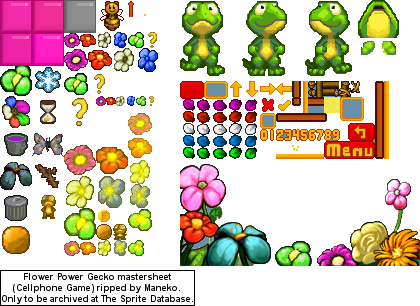 0123456789
Menu
Flower Power Gecko mastersheet
(Cellphone Game) ripped by Maneko.
Only to be archived at The Sprite Database.